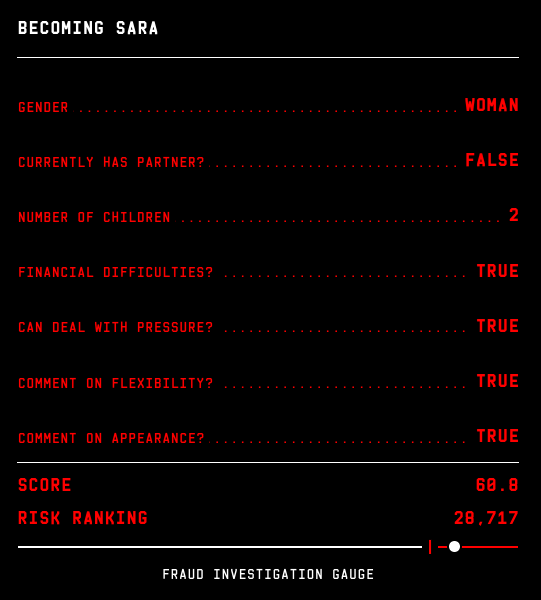 BECOMING SARA
GENDER ............................................. WOMAN
CURRENTLY HAS PARTNER? ............................. FALSE
NUMBER OF CHILDREN ...................................... 2
FINANCIAL DIFFICULTIES? ............................. TRUE
CAN DEAL WITH PRESSURE? ............................. TRUE
COMMENT ON FLEXIBILITY? ............................. TRUE
COMMENT ON APPEARANCE? .............................. TRUE
SCORE 60.8
RISK RANKING 28,717
FRAUD INVESTIGATION GAUGE